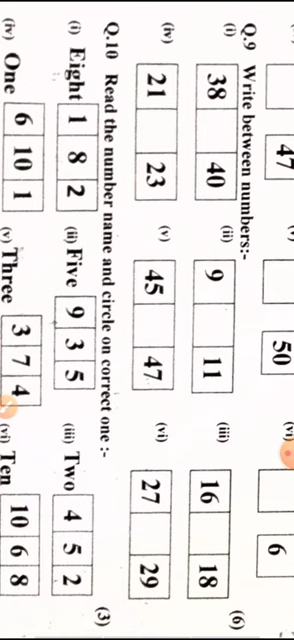 47 50 (vi) 6
Q.9 Write between numbers:- (6)
(i) 38 40 (ii) 9 11 (iii) 16 18
(iv) 21 23 (v) 45 47 (vi) 27 29
Q.10 Read the number name and circle on correct one :- (3)
(i) Eight 1 8 2 (ii) Five 9 3 5 (iii) Two 4 5 2
(iv) One 6 10 1 (v) Three 3 7 4 (vi) Ten 10 6 8